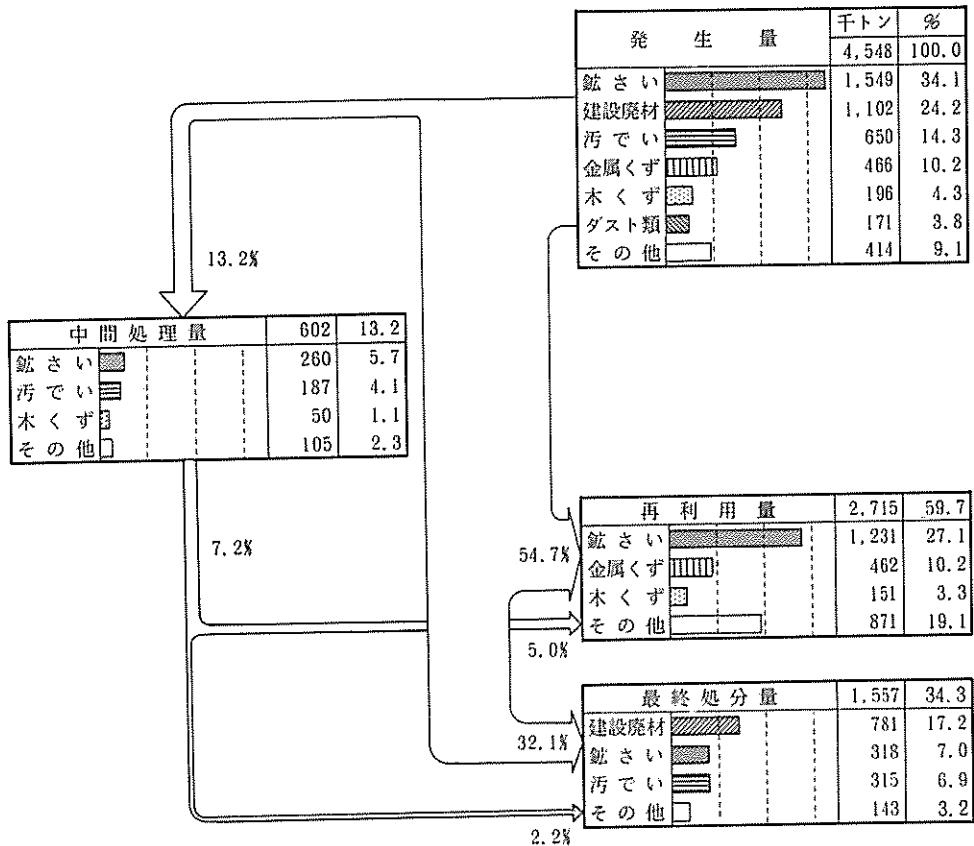 発生量 千トン %
4,548 100.0
鉱さい 1,549 34.1
建設廃材 1,102 24.2
汚でい 650 14.3
金属くず 466 10.2
木くず 196 4.3
ダスト類 171 3.8
その他 414 9.1
13.2%
中間処理量 602 13.2
鉱さい 260 5.7
汚でい 187 4.1
木くず 50 1.1
その他 105 2.3
7.2%
54.7%
再利用量 2,715 59.7
鉱さい 1,231 27.1
金属くず 462 10.2
木くず 151 3.3
その他 871 19.1
5.0%
32.1%
最終処分量 1,557 34.3
建設廃材 781 17.2
鉱さい 318 7.0
汚でい 315 6.9
その他 143 3.2
2.2%